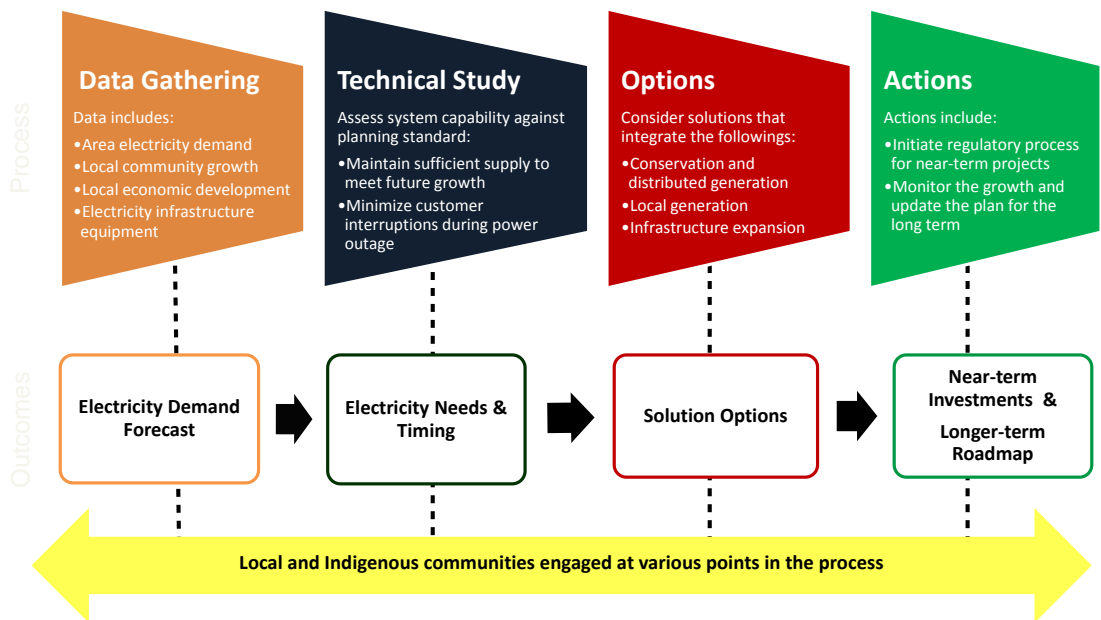 Process
Data Gathering
Data includes:
•Area electricity demand
•Local community growth
•Local economic development
•Electricity infrastructure
equipment
Technical Study
Assess system capability against
planning standard:
•Maintain sufficient supply to
meet future growth
•Minimize customer
interruptions during power
outage
Options
Consider solutions that
integrate the followings:
•Conservation and
distributed generation
•Local generation
•Infrastructure expansion
Actions
Actions include:
•Initiate regulatory process
for near-term projects
•Monitor the growth and
update the plan for the
long term
Outcomes
Electricity Demand
Forecast
Electricity Needs &
Timing
Solution Options
Near-term
Investments &
Longer-term
Roadmap
Local and Indigenous communities engaged at various points in the process